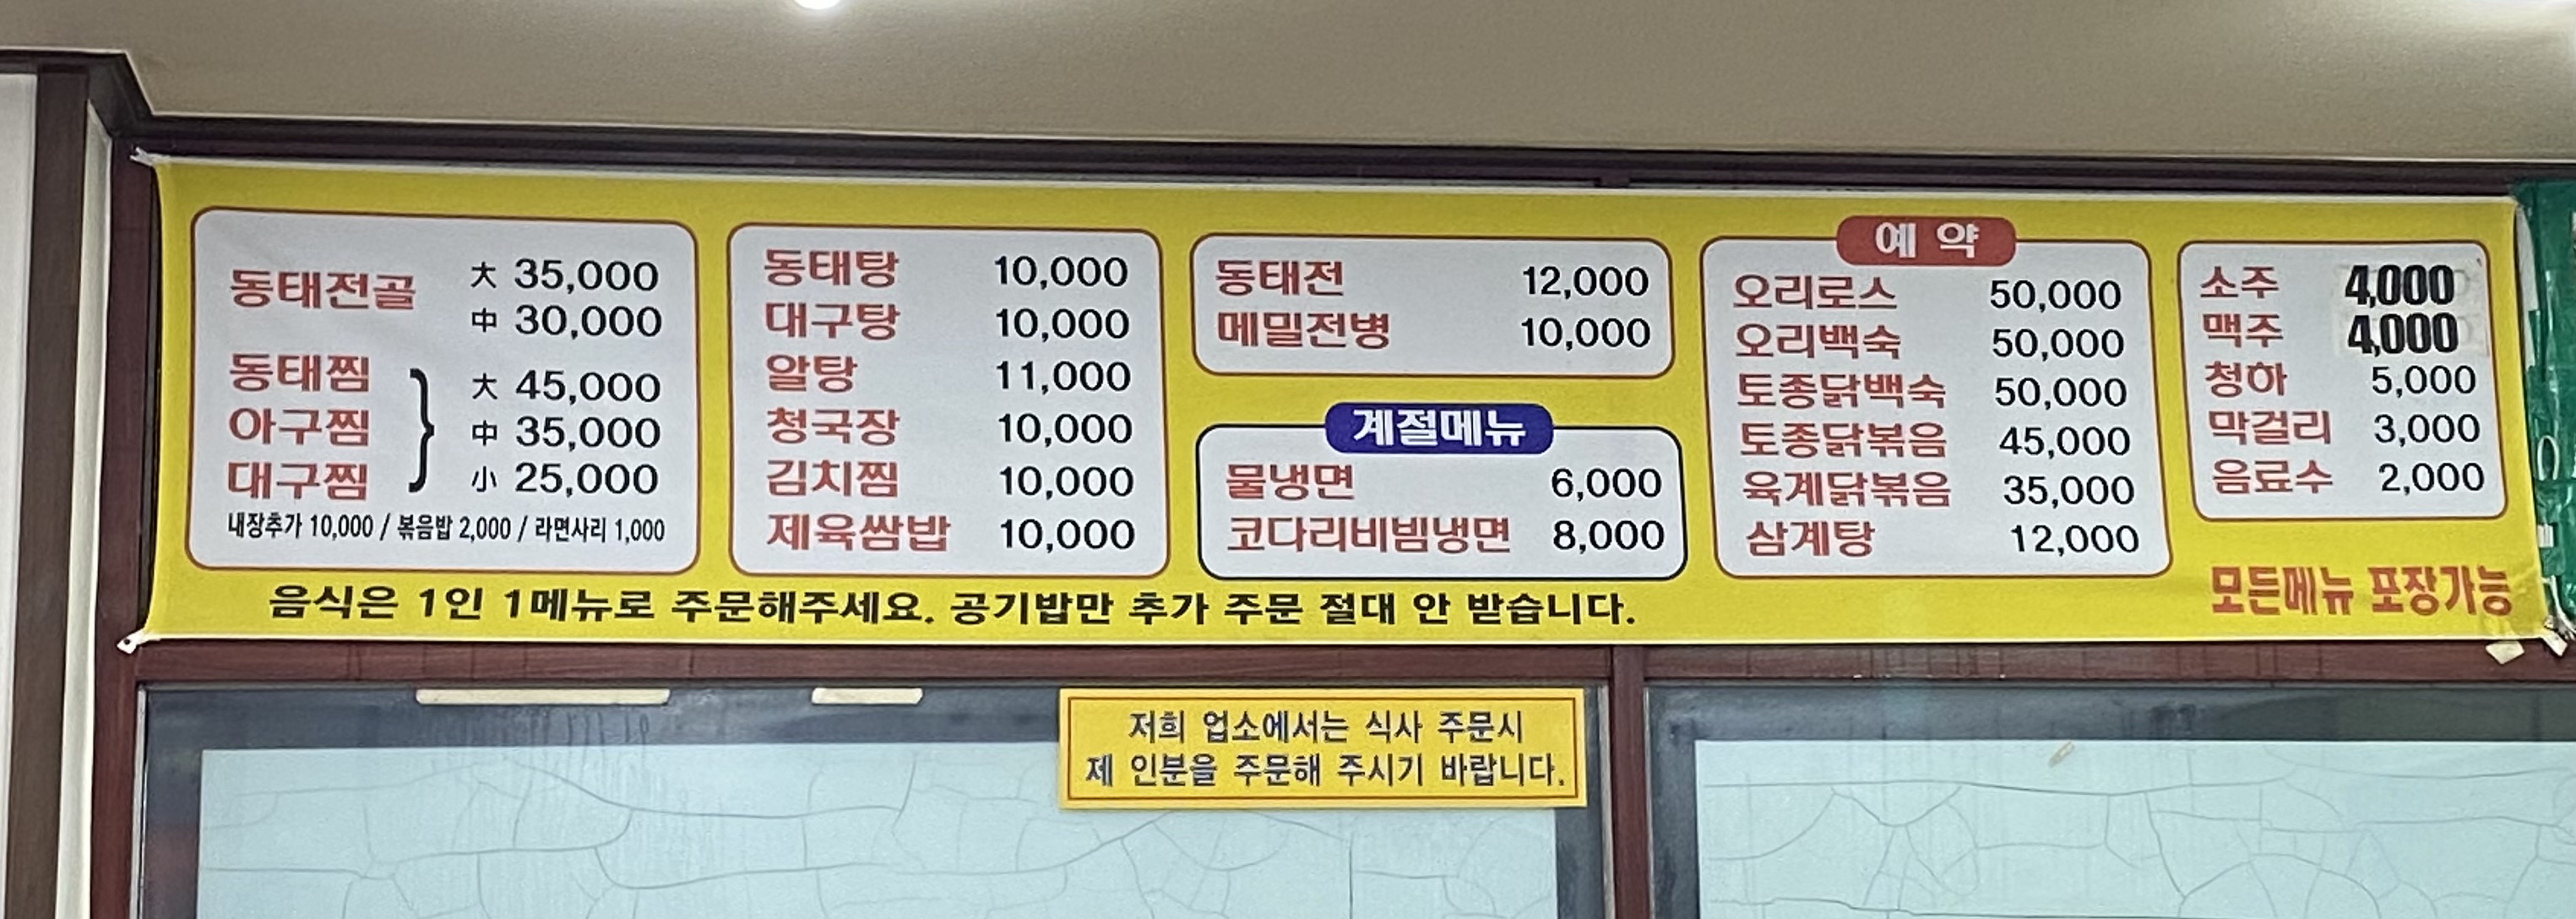 동태전골 大 35,000
中 30,000
동태찜
아구찜
대구찜
} 大 45,000
中 35,000
小 25,000
내장추가 10,000 / 볶음밥 2,000 / 라면사리 1,000
동태탕 10,000
대구탕 10,000
알탕 11,000
청국장 10,000
김치찜 10,000
제육쌈밥 10,000
동태전 12,000
메밀전병 10,000
계절메뉴
물냉면 6,000
코다리비빔냉면 8,000
예 약
오리로스 50,000
오리백숙 50,000
토종닭백숙 50,000
토종닭볶음 45,000
육계닭볶음 35,000
삼계탕 12,000
소주 4,000
맥주 4,000
청하 5,000
막걸리 3,000
음료수 2,000
음식은 1인 1메뉴로 주문해주세요. 공기밥만 추가 주문 절대 안 받습니다.
모든메뉴 포장가능
저희 업소에서는 식사 주문시
제 인분을 주문해 주시기 바랍니다.